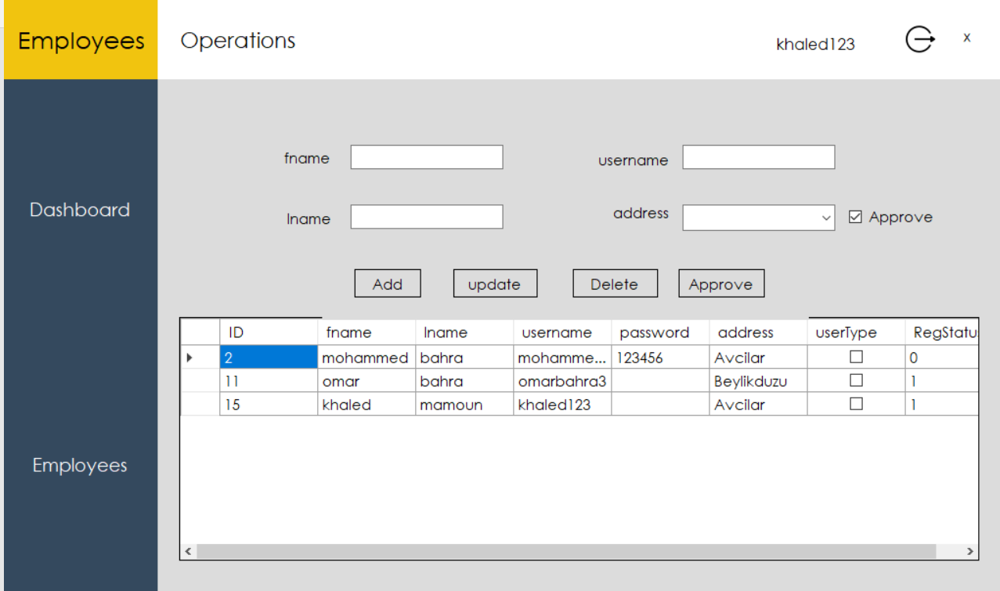 Employees Operations khaled123 x
fname username
Dashboard
lname address Approve
Add update Delete Approve
ID fname lname username password address userType RegStatu
2 mohammed bahra mohamme... 123456 Avcilar 0
11 omar bahra omarbahra3 Beylikduzu 1
15 khaled mamoun khaled123 Avcilar 1
Employees